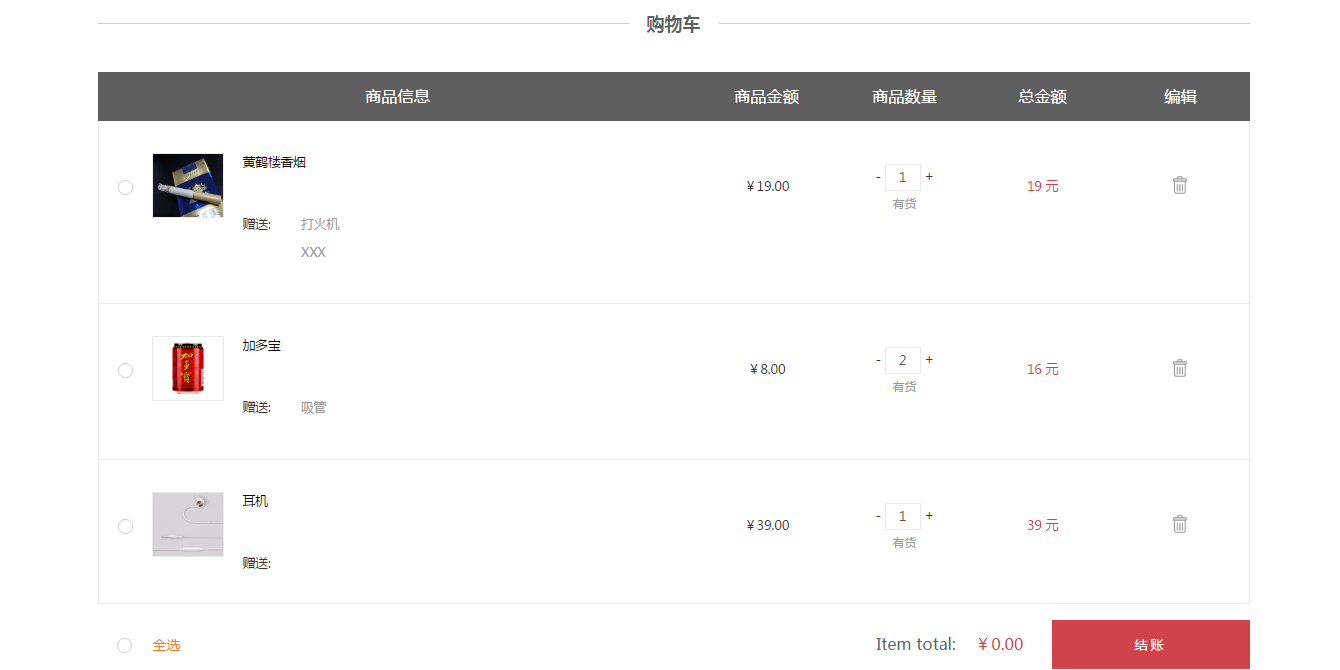 购物车
商品信息 商品金额 商品数量 总金额 编辑
黄鹤楼香烟
¥ 19.00 - 1 + 19 元
有货
赠送: 打火机
XXX
加多宝
加多宝
¥ 8.00 - 2 + 16 元
有货
赠送: 吸管
耳机
¥ 39.00 - 1 + 39 元
有货
赠送:
全选 Item total: ¥ 0.00 结账